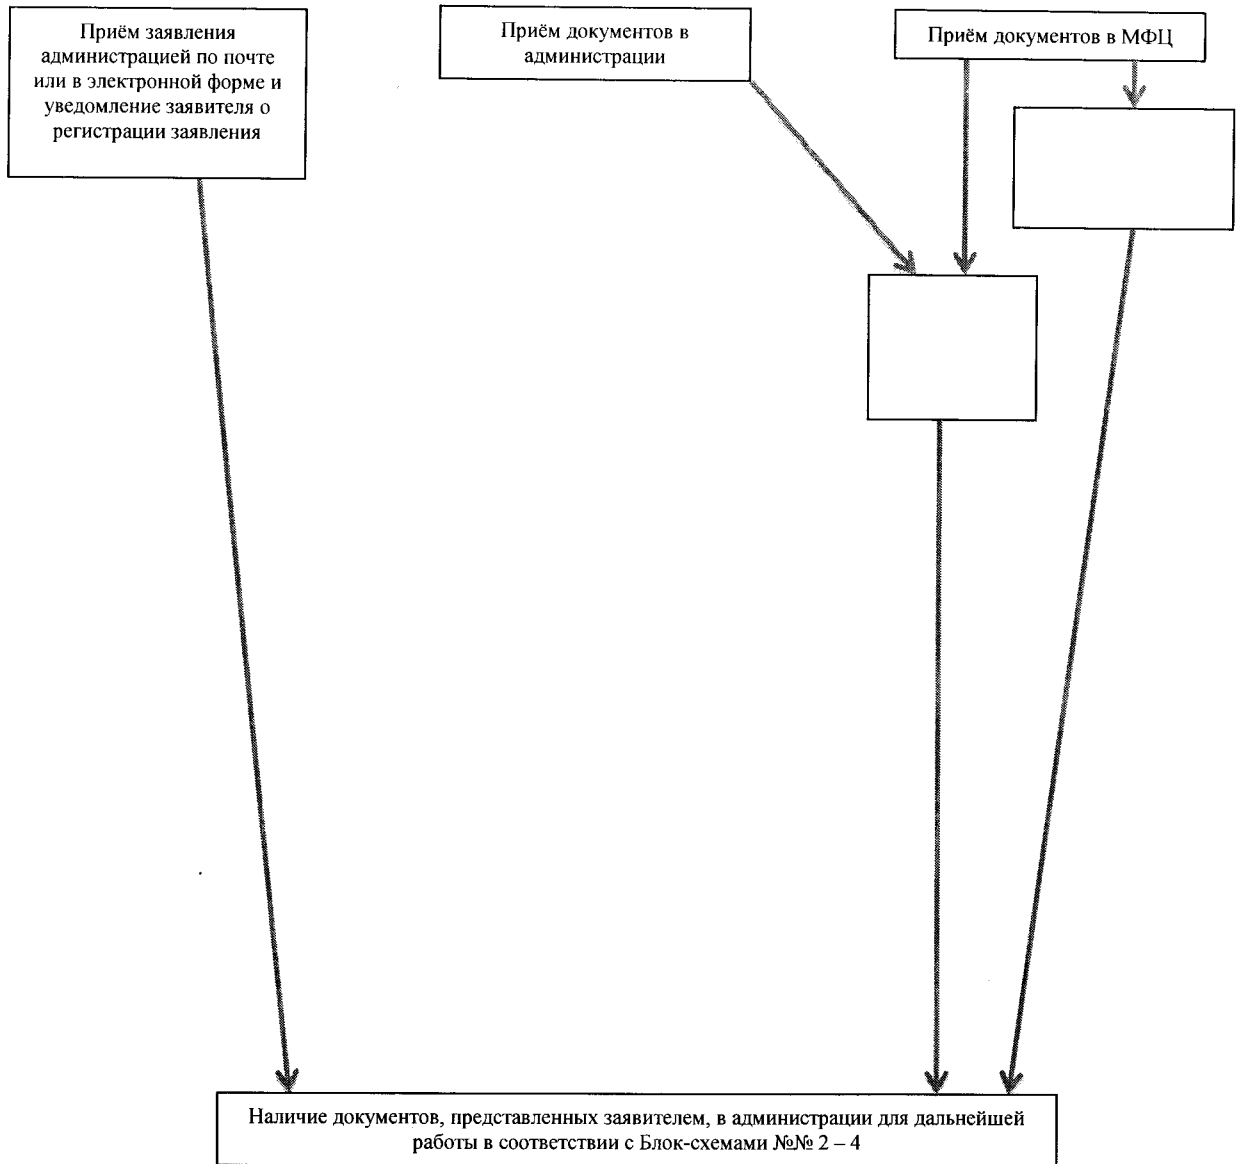 Приём заявления
администрацией по почте
или в электронной форме и
уведомление заявителя о
регистрации заявления
Приём документов в
администрации
Приём документов в МФЦ
Наличие документов, представленных заявителем, в администрации для дальнейшей
работы в соответствии с Блок-схемами №№ 2 – 4